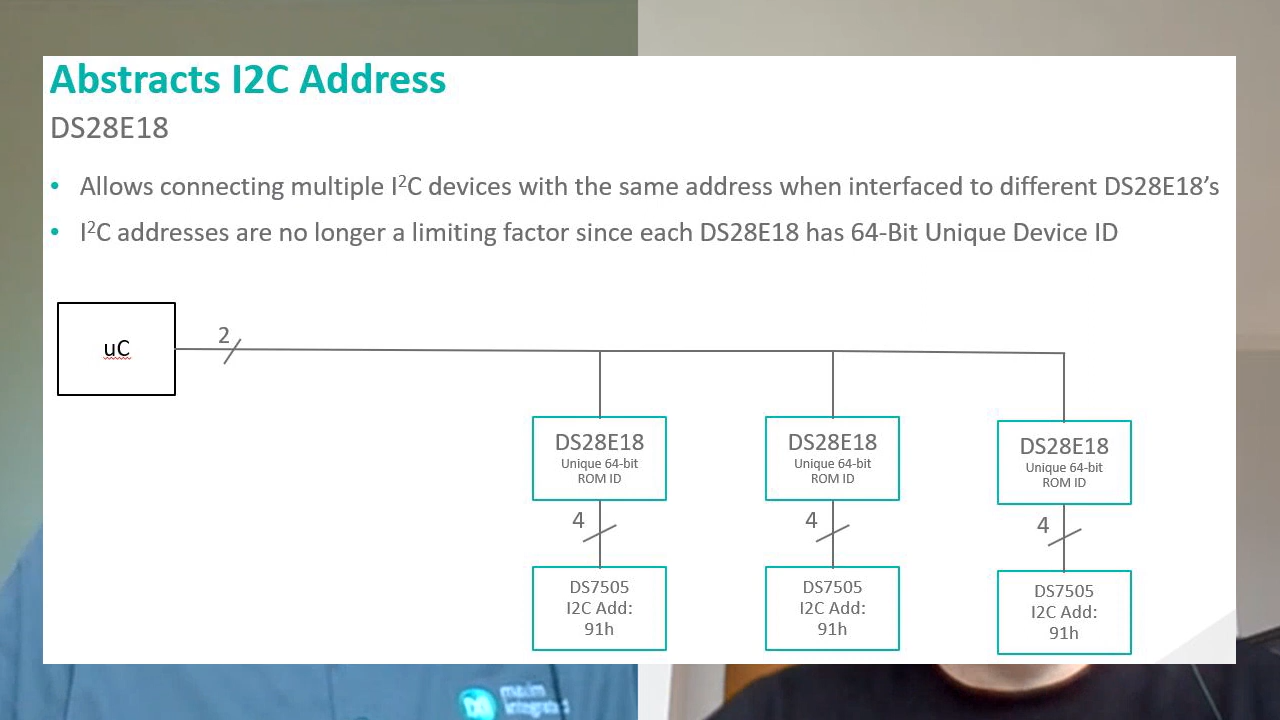 Abstracts I2C Address
DS28E18
• Allows connecting multiple I²C devices with the same address when interfaced to different DS28E18’s
• I²C addresses are no longer a limiting factor since each DS28E18 has 64-Bit Unique Device ID
uC
2
DS28E18
Unique 64-bit
ROM ID
DS28E18
Unique 64-bit
ROM ID
DS28E18
Unique 64-bit
ROM ID
4
4
4
DS7505
I2C Add:
91h
DS7505
I2C Add:
91h
DS7505
I2C Add:
91h
maxim
integrated